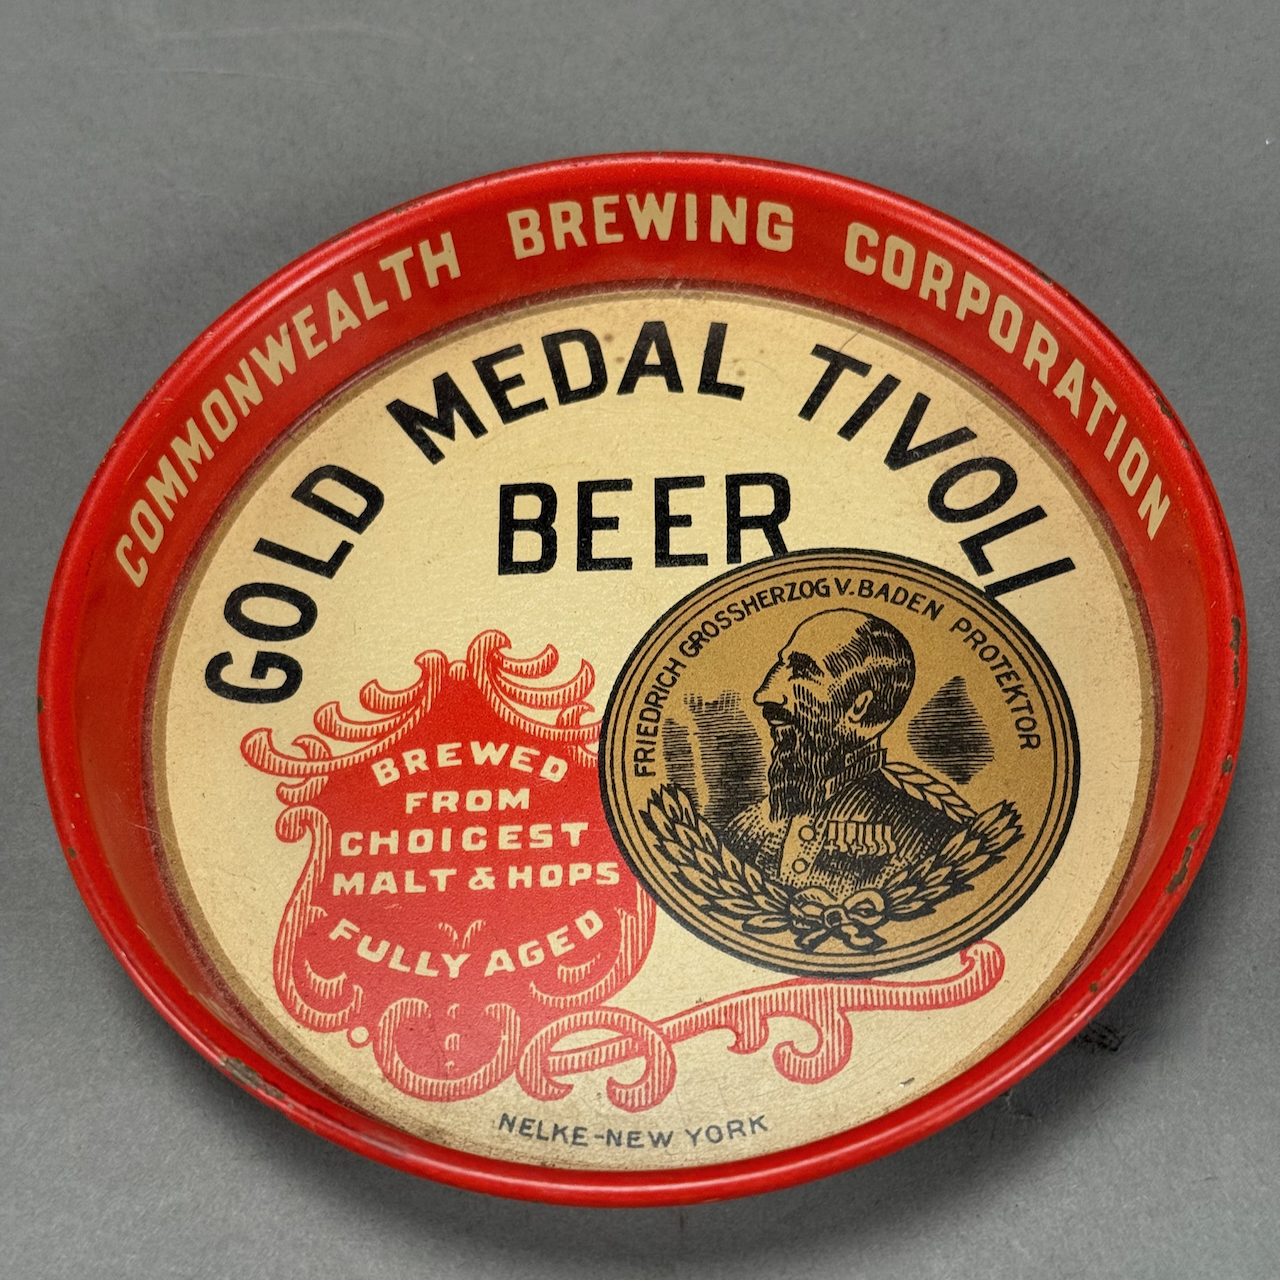 COMMONWEALTH BREWING CORPORATION
GOLD MEDAL TIVOLI
BEER
FRIEDRICH GROSSHERZOG V. BADEN PROTEKTOR
BREWED
FROM
CHOICEST
MALT & HOPS
FULLY AGED
NELKE-NEW YORK